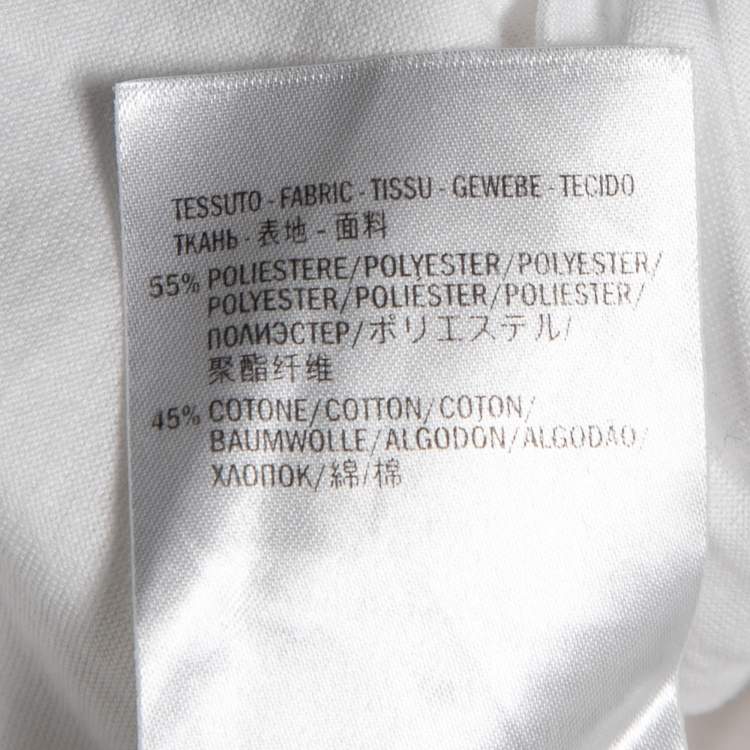 TESSUTO - FABRIC - TISSU - GEWEBE - TECIDO
ТКАНЬ - 表地 - 面料
55% POLIESTERE/POLYESTER/POLYESTER/
POLYESTER/POLIESTER/POLIESTER/
ПОЛИЭСТЕР/ポリエステル/
聚酯纤维
45% COTONE/COTTON/COTON/
BAUMWOLLE/ALGODON/ALGODAO/
ХЛОПОК/綿/棉